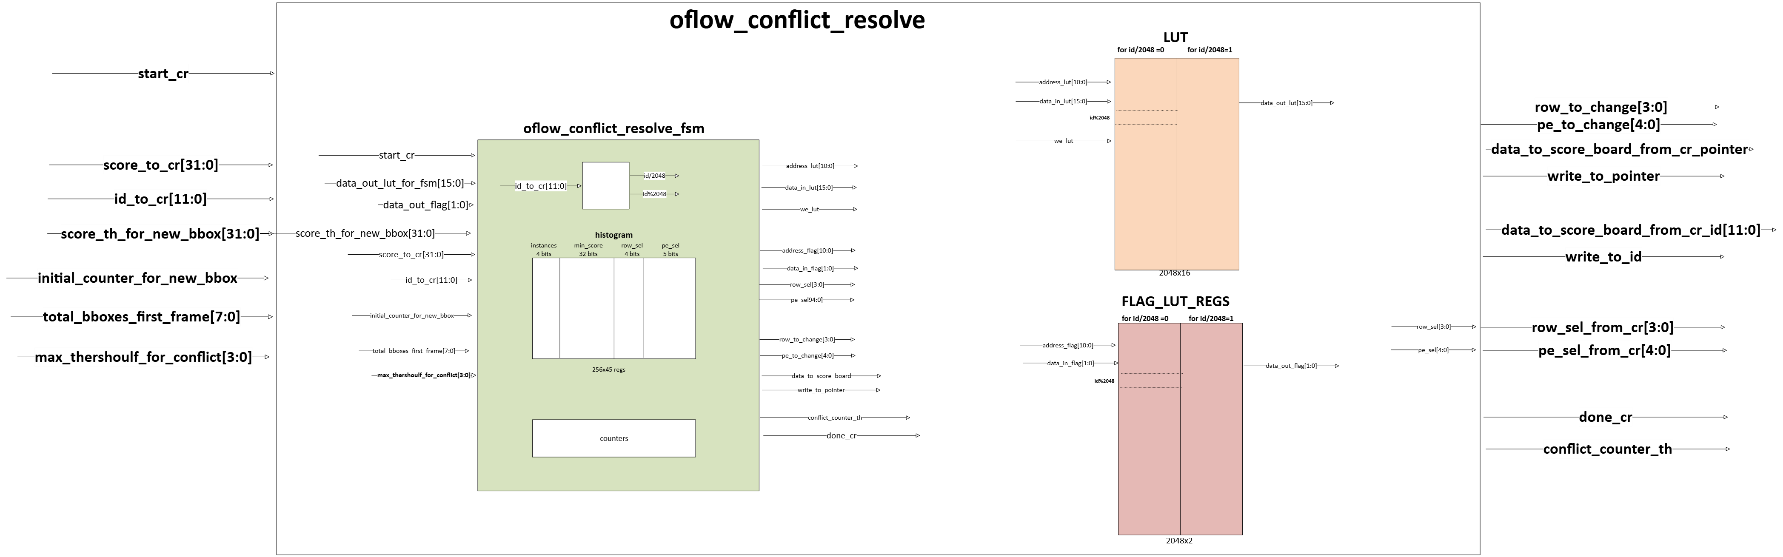 oflow_conflict_resolve
start_cr
score_to_cr[31:0]
id_to_cr[11:0]
score_th_for_new_bbox[31:0]
initial_counter_for_new_bbox
total_bboxes_first_frame[7:0]
max_thershoulf_for_conflict[3:0]
oflow_conflict_resolve_fsm
start_cr
data_out_lut_for_fsm[15:0]
data_out_flag[1:0]
score_th_for_new_bbox[31:0]
score_to_cr[31:0]
id_to_cr[11:0]
initial_counter_for_new_bbox
total_bboxes_first_frame[7:0]
max_thershoulf_for_conflict[3:0]
id_to_cr[11:0]
id/2048
id%2048
histogram
instances min_score row_sel pe_sel
4 bits 32 bits 4 bits 5 bits
256x45 regs
counters
address_lut[10:0]
data_in_lut[15:0]
we_lut
address_flag[10:0]
data_in_flag[1:0]
row_sel[3:0]
pe_sel94:0]
row_to_change[3:0]
pe_to_change[4:0]
data_to_score_board
write_to_pointer
conflict_counter_th
done_cr
LUT
for id/2048 =0 for id/2048=1
address_lut[10:0]
data_in_lut[15:0]
id%2048
we_lut
data_out_lut[15:0]
2048x16
FLAG_LUT_REGS
for id/2048 =0 for id/2048=1
address_flag[10:0]
data_in_flag[1:0]
id%2048
data_out_flag[1:0]
2048x2
row_sel[3:0]
pe_sel[4:0]
row_to_change[3:0]
pe_to_change[4:0]
data_to_score_board_from_cr_pointer
write_to_pointer
data_to_score_board_from_cr_id[11:0]
write_to_id
row_sel_from_cr[3:0]
pe_sel_from_cr[4:0]
done_cr
conflict_counter_th